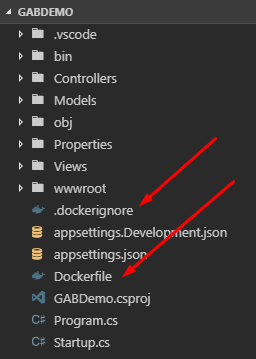 GABDEMO
.vscode
bin
Controllers
Models
obj
Properties
Views
wwwroot
.dockerignore
appsettings.Development.json
appsettings.json
Dockerfile
GABDemo.csproj
C# Program.cs
C# Startup.cs